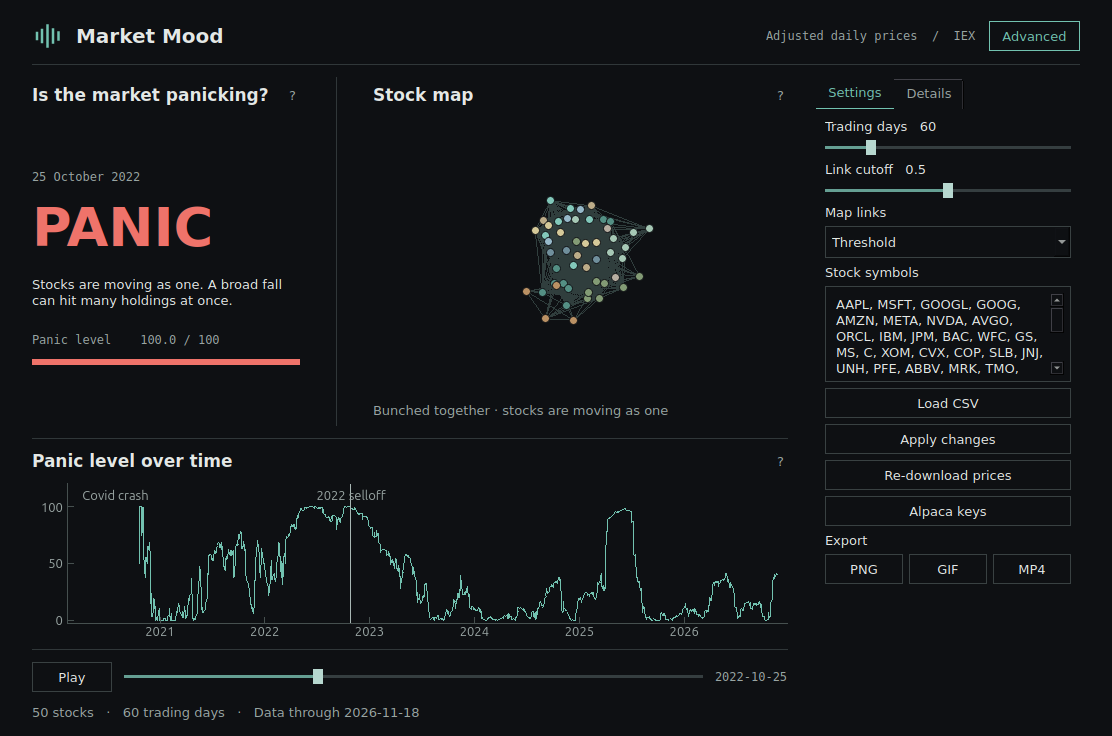 Market Mood
Adjusted daily prices / IEX
Advanced
Is the market panicking? ?
25 October 2022
PANIC
Stocks are moving as one. A broad fall
can hit many holdings at once.
Panic level 100.0 / 100
Stock map ?
Bunched together · stocks are moving as one
Settings
Details
Trading days 60
Link cutoff 0.5
Map links
Threshold
Stock symbols
AAPL, MSFT, GOOGL, GOOG,
AMZN, META, NVDA, AVGO,
ORCL, IBM, JPM, BAC, WFC, GS,
MS, C, XOM, CVX, COP, SLB, JNJ,
UNH, PFE, ABBV, MRK, TMO,
Load CSV
Apply changes
Re-download prices
Alpaca keys
Export
PNG GIF MP4
Panic level over time ?
Covid crash 2022 selloff
100
50
0
2021 2022 2023 2024 2025 2026
Play
2022-10-25
50 stocks · 60 trading days · Data through 2026-11-18